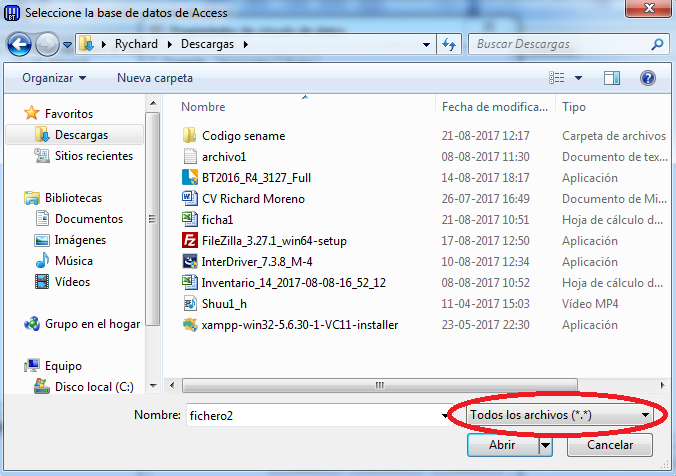 Seleccione la base de datos de Access
Rychard Descargas
Buscar Descargas
Organizar Nueva carpeta
Favoritos
Descargas
Sitios recientes
Bibliotecas
Documentos
Imágenes
Música
Vídeos
Grupo en el hogar
Equipo
Disco local (C:)
Nombre Fecha de modifica... Tipo
Codigo sename 21-08-2017 12:17 Carpeta de archivos
archivo1 08-08-2017 11:30 Documento de tex...
BT2016_R4_3127_Full 14-08-2017 18:17 Aplicación
CV Richard Moreno 26-07-2017 16:49 Documento de Mi...
ficha1 21-08-2017 10:51 Hoja de cálculo d...
FileZilla_3.27.1_win64-setup 17-08-2017 12:50 Aplicación
InterDriver_7.3.8_M-4 10-08-2017 12:34 Aplicación
Inventario_14_2017-08-08-16_52_12 08-08-2017 10:52 Hoja de cálculo d...
Shuu1_h 11-04-2017 15:03 Vídeo MP4
xampp-win32-5.6.30-1-VC11-installer 23-05-2017 22:30 Aplicación
Nombre: fichero2 Todos los archivos (*.*)
Abrir Cancelar